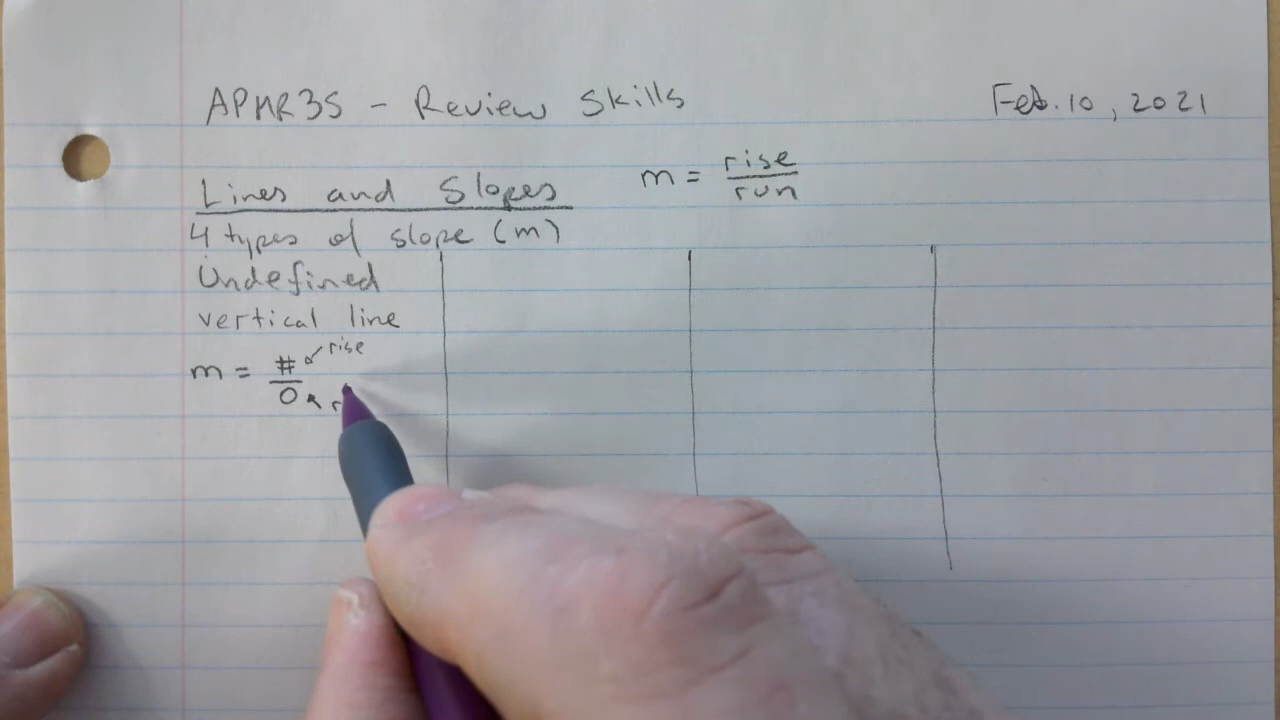 APMR3S - Review Skills
Feb. 10, 2021
Lines and Slopes
m = rise/run
4 types of slope (m)
Undefined
vertical line
m = #/0
rise
r